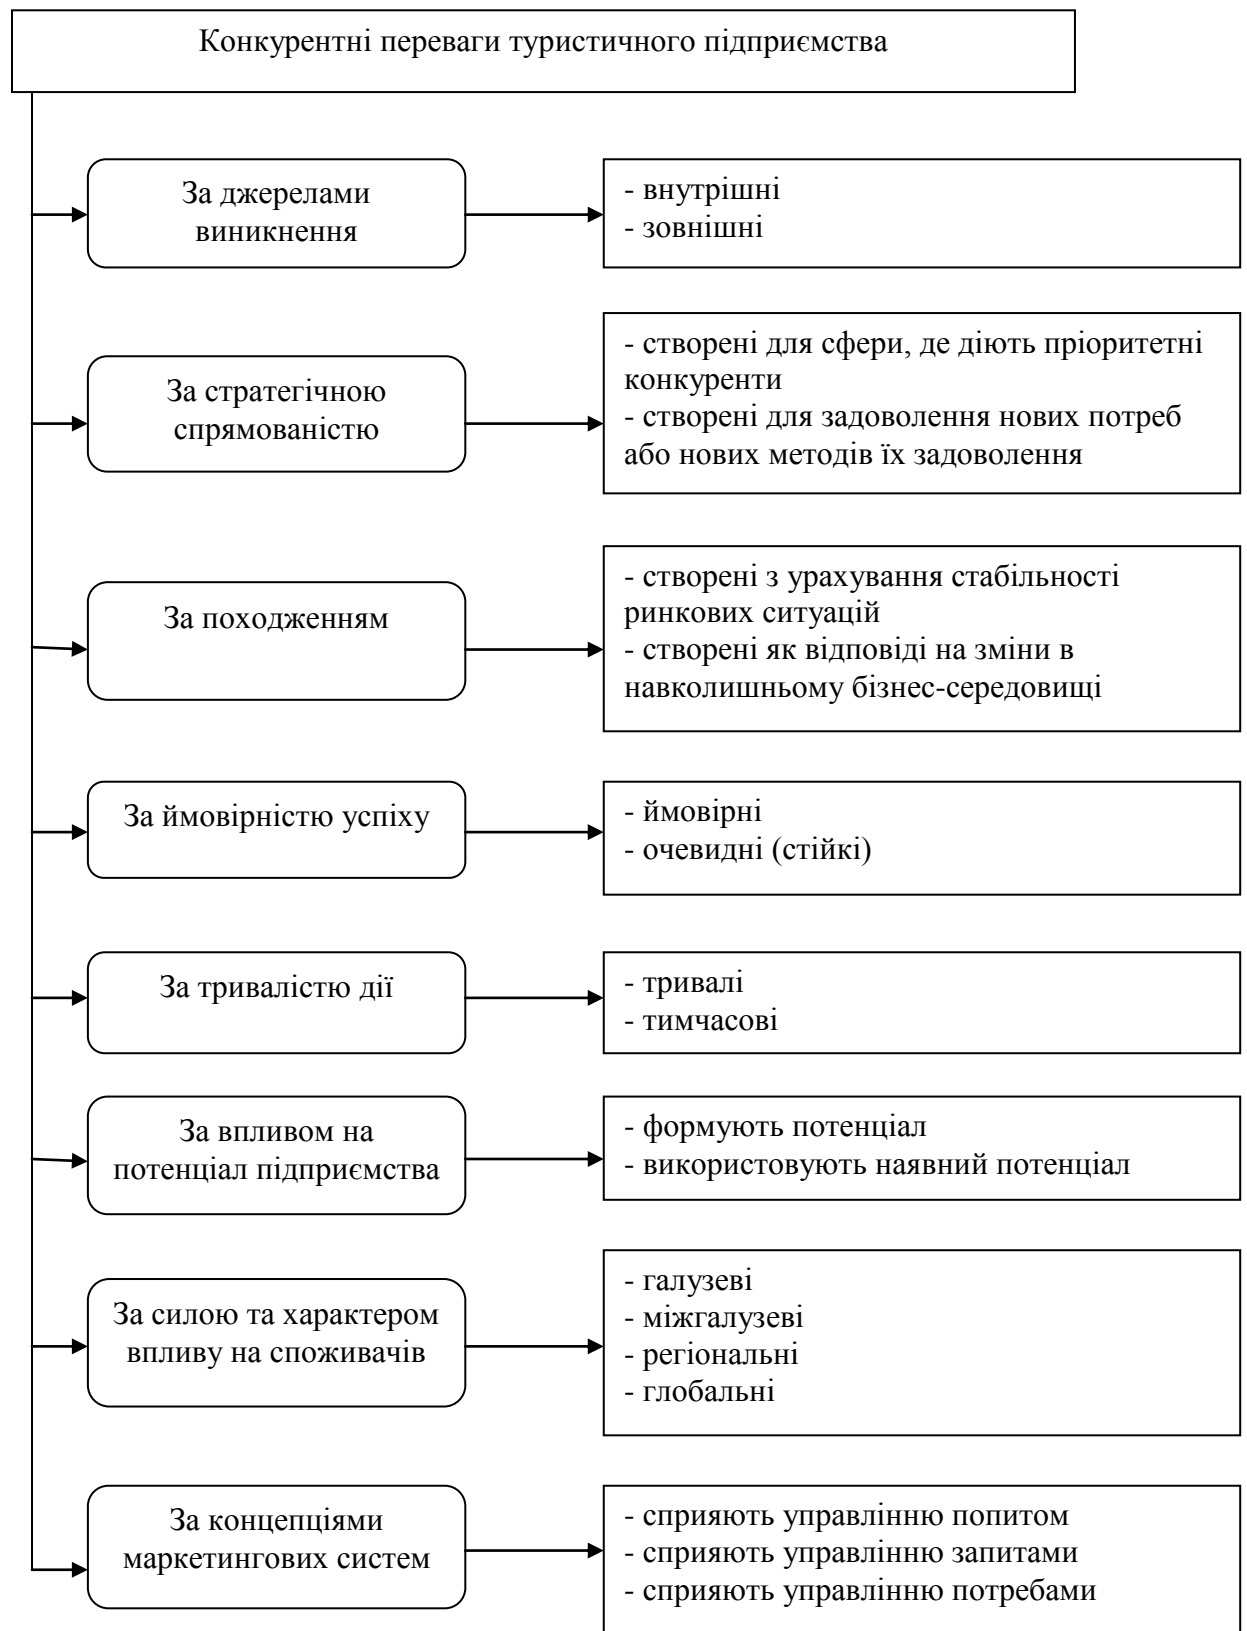 Конкурентні переваги туристичного підприємства
За джерелами
виникнення
- внутрішні
- зовнішні
За стратегічною
спрямованістю
- створені для сфери, де діють пріоритетні
конкуренти
- створені для задоволення нових потреб
або нових методів їх задоволення
За походженням
- створені з урахування стабільності
ринкових ситуацій
- створені як відповіді на зміни в
навколишньому бізнес-середовищі
За ймовірністю успіху
- ймовірні
- очевидні (стійкі)
За тривалістю дії
- тривалі
- тимчасові
За впливом на
потенціал підприємства
- формують потенціал
- використовують наявний потенціал
За силою та характером
впливу на споживачів
- галузеві
- міжгалузеві
- регіональні
- глобальні
За концепціями
маркетингових систем
- сприяють управлінню попитом
- сприяють управлінню запитами
- сприяють управлінню потребами